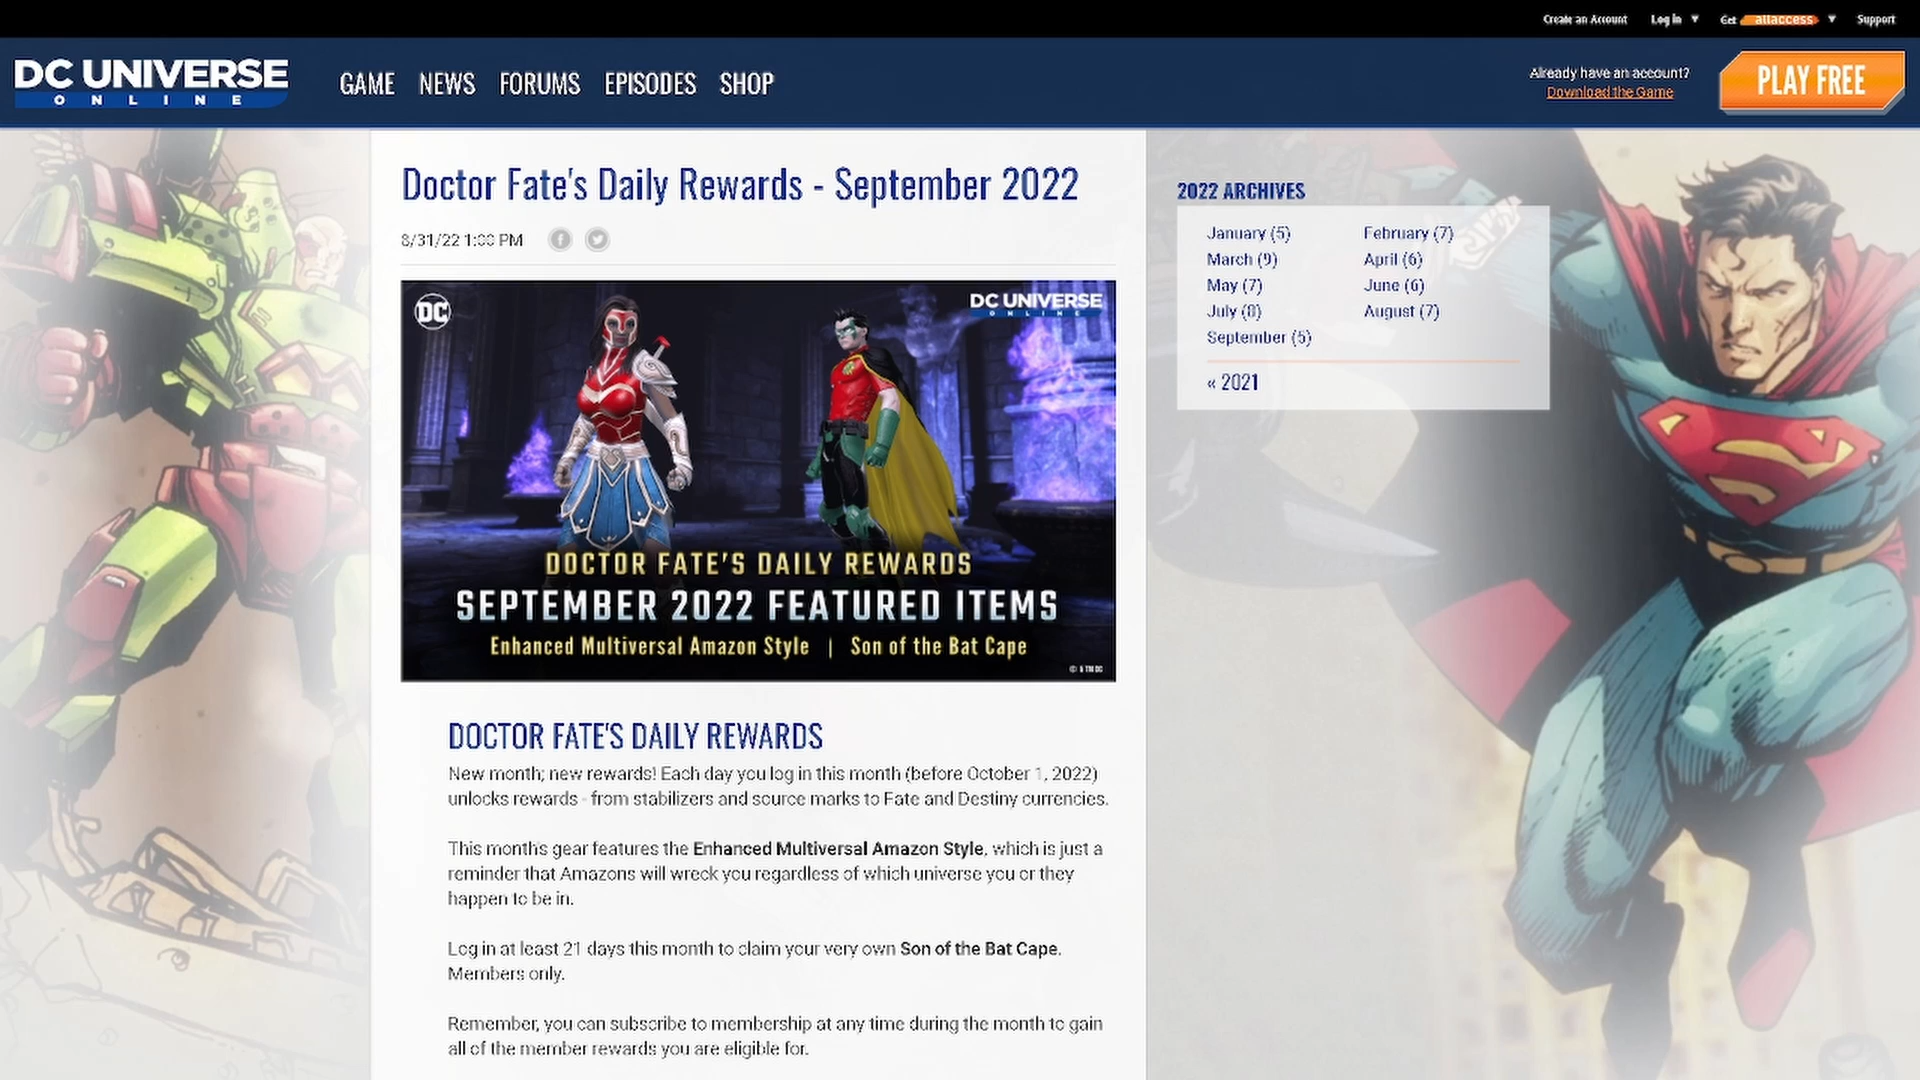 Create an Account Log in ▼ Get allaccess ▼ Support
DC UNIVERSE
ONLINE
GAME NEWS FORUMS EPISODES SHOP
Already have an account?
Download the Game
PLAY FREE
Doctor Fate's Daily Rewards - September 2022
8/31/22 1:00 PM
DC
DC UNIVERSE
ONLINE
DOCTOR FATE'S DAILY REWARDS
SEPTEMBER 2022 FEATURED ITEMS
Enhanced Multiversal Amazon Style | Son of the Bat Cape
© & TM DC
DOCTOR FATE'S DAILY REWARDS
New month; new rewards! Each day you log in this month (before October 1, 2022)
unlocks rewards - from stabilizers and source marks to Fate and Destiny currencies.
This month's gear features the Enhanced Multiversal Amazon Style, which is just a
reminder that Amazons will wreck you regardless of which universe you or they
happen to be in.
Log in at least 21 days this month to claim your very own Son of the Bat Cape.
Members only.
Remember, you can subscribe to membership at any time during the month to gain
all of the member rewards you are eligible for.
2022 ARCHIVES
January (5) February (7)
March (9) April (6)
May (7) June (6)
July (8) August (7)
September (5)
« 2021